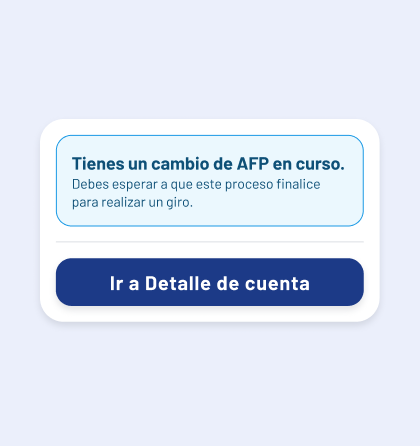 Tienes un cambio de AFP en curso.
Debes esperar a que este proceso finalice
para realizar un giro.
Ir a Detalle de cuenta